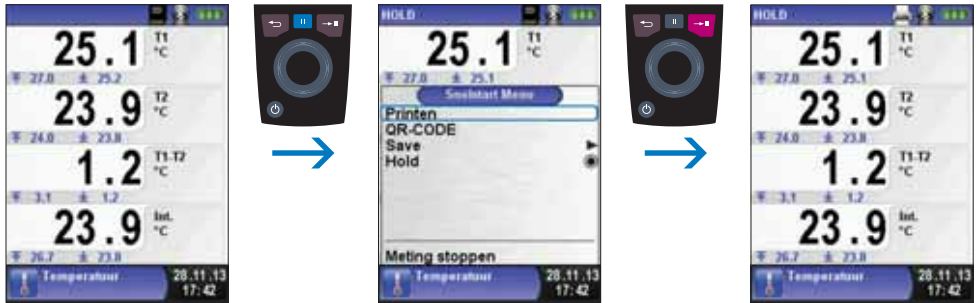 25.1 T1 °C
27.0 25.2
23.9 T2 °C
24.0 23.8
1.2 T1-T2 °C
3.1 1.2
23.9 Int. °C
26.7 23.8
Temperatuur 28.11.13
17:42
HOLD
25.1 T1 °C
27.0 25.1
Snelstart Menu
Printen
QR-CODE
Save
Hold
Meting stoppen
Temperatuur 28.11.13
17:42
HOLD
25.1 T1 °C
27.0 25.1
23.9 T2 °C
24.0 23.8
1.2 T1-T2 °C
3.1 1.2
23.9 Int. °C
26.7 23.8
Temperatuur 28.11.13
17:42